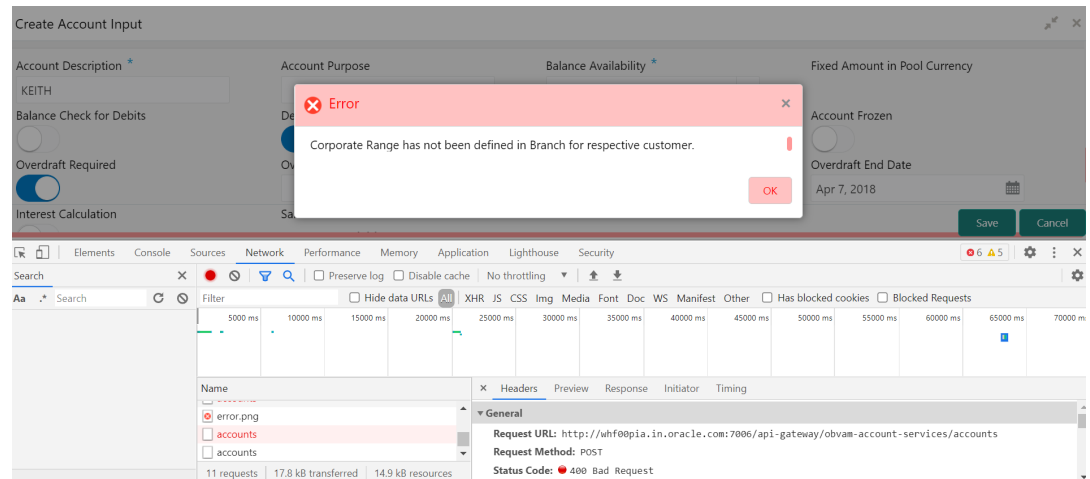 Create Account Input
Account Description *
Account Purpose
Balance Availability *
Fixed Amount in Pool Currency
KEITH
Error
Balance Check for Debits
De
Account Frozen
Corporate Range has not been defined in Branch for respective customer.
Overdraft Required
Ov
Overdraft End Date
OK
Apr 7, 2018
Interest Calculation
Sa
Save
Cancel
Elements Console Sources Network Performance Memory Application Lighthouse Security
6 5
Search
Preserve log Disable cache No throttling
Aa .* Search
Filter
Hide data URLs All XHR JS CSS Img Media Font Doc WS Manifest Other Has blocked cookies Blocked Requests
5000 ms 10000 ms 15000 ms 20000 ms 25000 ms 30000 ms 35000 ms 40000 ms 45000 ms 50000 ms 55000 ms 60000 ms 65000 ms 70000 m
Name
Headers Preview Response Initiator Timing
error.png
accounts
accounts
11 requests 17.8 kB transferred 14.9 kB resources
General
Request URL: http://whf00pia.in.oracle.com:7006/api-gateway/obvam-account-services/accounts
Request Method: POST
Status Code: 400 Bad Request